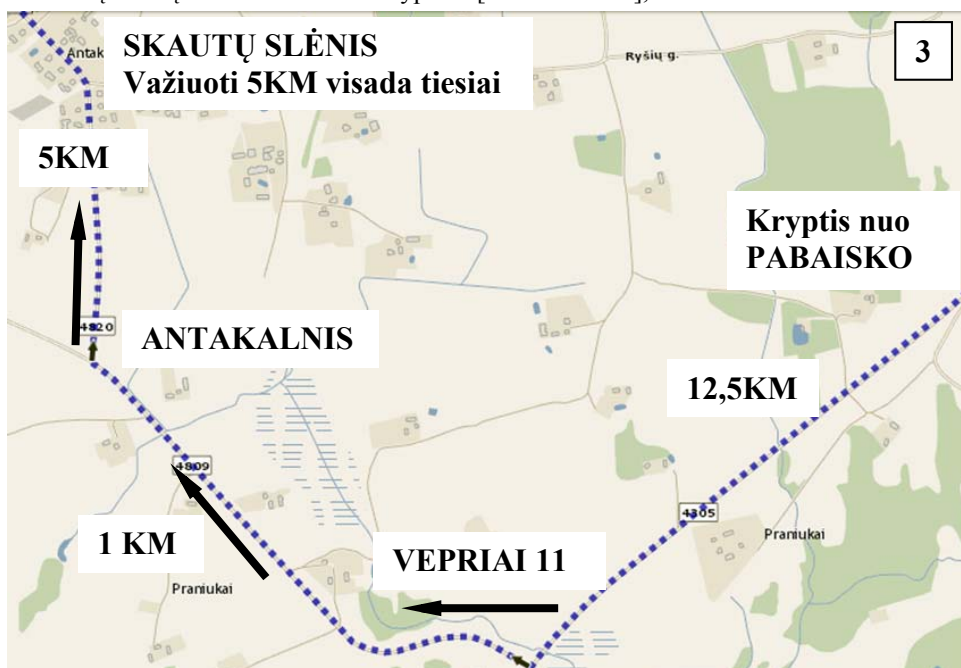 SKAUTŲ SLĖNIS
Važiuoti 5KM visada tiesiai
3
Antak
Ryšių g.
5KM
Kryptis nuo
PABAISKO
4820
ANTAKALNIS
12,5KM
4809
4305
1 KM
VEPRIAI 11
Praniukai
Praniukai